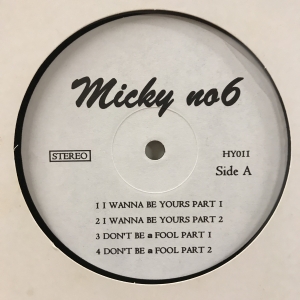 Micky no6
STEREO
HY011
Side A
1 I WANNA BE YOURS PART 1
2 I WANNA BE YOURS PART 2
3 DON'T BE a FOOL PART 1
4 DON'T BE a FOOL PART 2